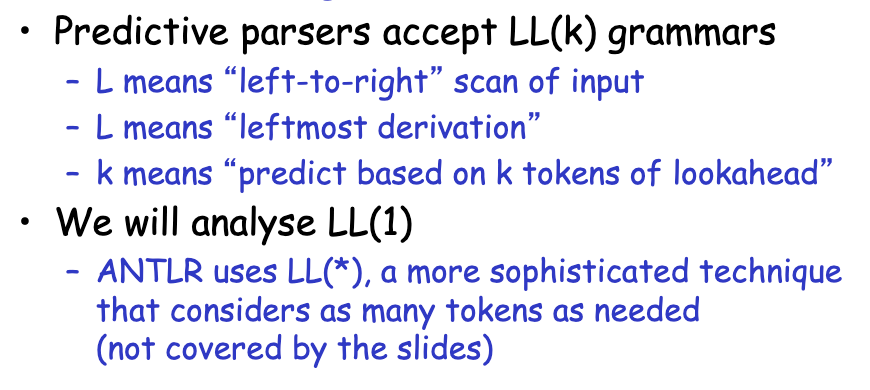 • Predictive parsers accept LL(k) grammars
– L means “left-to-right” scan of input
– L means “leftmost derivation”
– k means “predict based on k tokens of lookahead”
• We will analyse LL(1)
– ANTLR uses LL(*), a more sophisticated technique
that considers as many tokens as needed
(not covered by the slides)